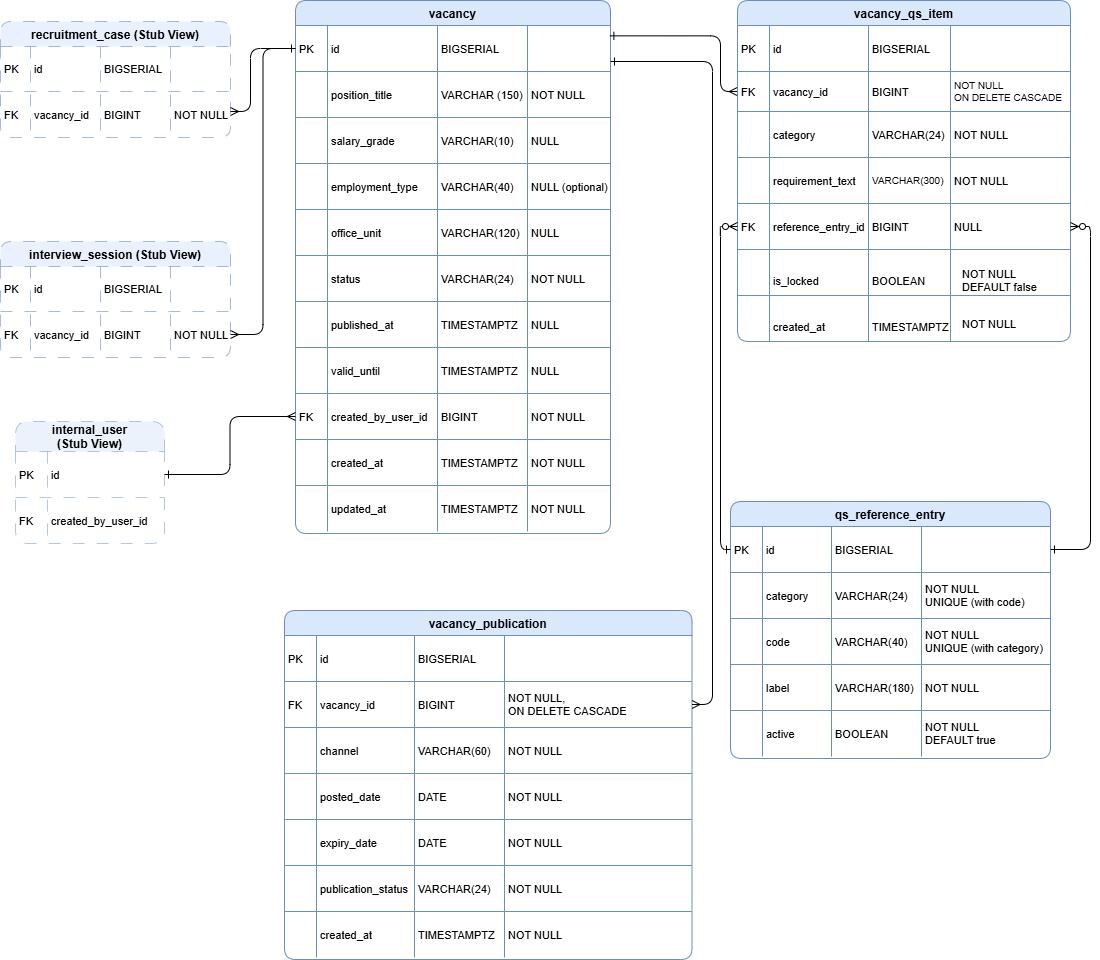 recruitment_case (Stub View)
PK id BIGSERIAL
FK vacancy_id BIGINT NOT NULL
interview_session (Stub View)
PK id BIGSERIAL
FK vacancy_id BIGINT NOT NULL
internal_user
(Stub View)
PK id
FK created_by_user_id
vacancy
PK id BIGSERIAL
position_title VARCHAR (150) NOT NULL
salary_grade VARCHAR(10) NULL
employment_type VARCHAR(40) NULL (optional)
office_unit VARCHAR(120) NULL
status VARCHAR(24) NOT NULL
published_at TIMESTAMPTZ NULL
valid_until TIMESTAMPTZ NULL
FK created_by_user_id BIGINT NOT NULL
created_at TIMESTAMPTZ NOT NULL
updated_at TIMESTAMPTZ NOT NULL
vacancy_qs_item
PK id BIGSERIAL
FK vacancy_id BIGINT NOT NULL
ON DELETE CASCADE
category VARCHAR(24) NOT NULL
requirement_text VARCHAR(300) NOT NULL
FK reference_entry_id BIGINT NULL
is_locked BOOLEAN NOT NULL
DEFAULT false
created_at TIMESTAMPTZ NOT NULL
qs_reference_entry
PK id BIGSERIAL
category VARCHAR(24) NOT NULL
UNIQUE (with code)
code VARCHAR(40) NOT NULL
UNIQUE (with category)
label VARCHAR(180) NOT NULL
active BOOLEAN NOT NULL
DEFAULT true
vacancy_publication
PK id BIGSERIAL
FK vacancy_id BIGINT NOT NULL,
ON DELETE CASCADE
channel VARCHAR(60) NOT NULL
posted_date DATE NOT NULL
expiry_date DATE NOT NULL
publication_status VARCHAR(24) NOT NULL
created_at TIMESTAMPTZ NOT NULL